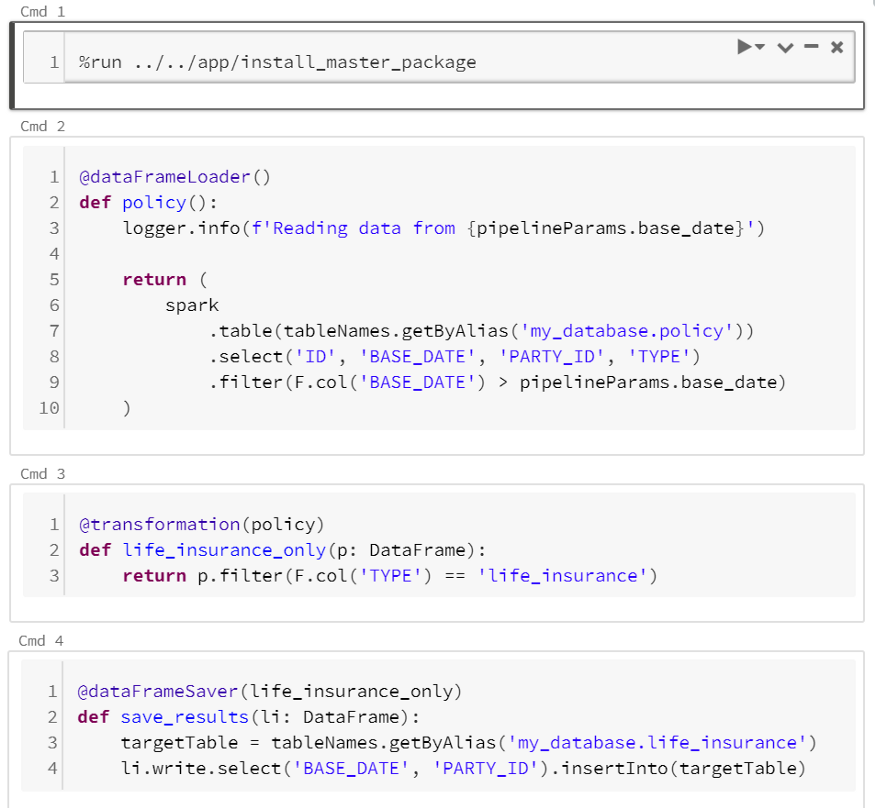 Cmd 1
1 %run ../../app/install_master_package
Cmd 2
1 @dataFrameLoader()
2 def policy():
3     logger.info(f'Reading data from {pipelineParams.base_date}')
4
5     return (
6         spark
7             .table(tableNames.getByAlias('my_database.policy'))
8             .select('ID', 'BASE_DATE', 'PARTY_ID', 'TYPE')
9             .filter(F.col('BASE_DATE') > pipelineParams.base_date)
10     )
Cmd 3
1 @transformation(policy)
2 def life_insurance_only(p: DataFrame):
3     return p.filter(F.col('TYPE') == 'life_insurance')
Cmd 4
1 @dataFrameSaver(life_insurance_only)
2 def save_results(li: DataFrame):
3     targetTable = tableNames.getByAlias('my_database.life_insurance')
4     li.write.select('BASE_DATE', 'PARTY_ID').insertInto(targetTable)